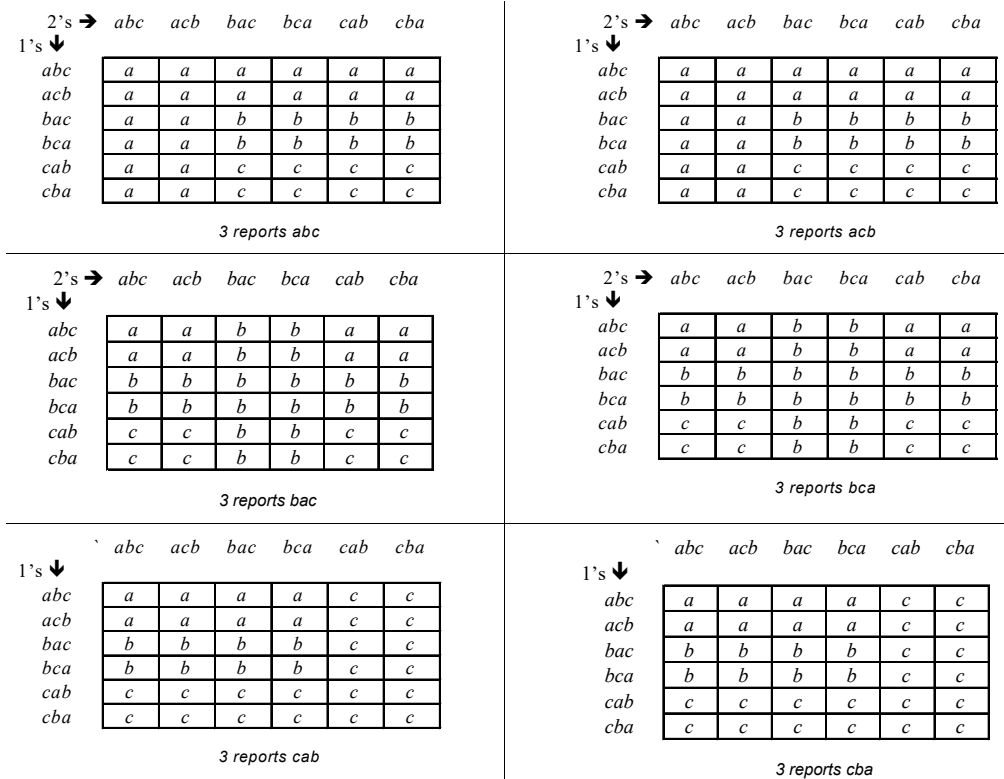 2's 🡲 abc acb bac bca cab cba
1's 🡳
abc a a a a a a
acb a a a a a a
bac a a b b b b
bca a a b b b b
cab a a c c c c
cba a a c c c c
3 reports abc
2's 🡲 abc acb bac bca cab cba
1's 🡳
abc a a a a a a
acb a a a a a a
bac a a b b b b
bca a a b b b b
cab a a c c c c
cba a a c c c c
3 reports acb
2's 🡲 abc acb bac bca cab cba
1's 🡳
abc a a b b a a
acb a a b b a a
bac b b b b b b
bca b b b b b b
cab c c b b c c
cba c c b b c c
3 reports bac
2's 🡲 abc acb bac bca cab cba
1's 🡳
abc a a b b a a
acb a a b b a a
bac b b b b b b
bca b b b b b b
cab c c b b c c
cba c c b b c c
3 reports bca
` abc acb bac bca cab cba
1's 🡳
abc a a a a c c
acb a a a a c c
bac b b b b c c
bca b b b b c c
cab c c c c c c
cba c c c c c c
3 reports cab
` abc acb bac bca cab cba
1's 🡳
abc a a a a c c
acb a a a a c c
bac b b b b c c
bca b b b b c c
cab c c c c c c
cba c c c c c c
3 reports cba